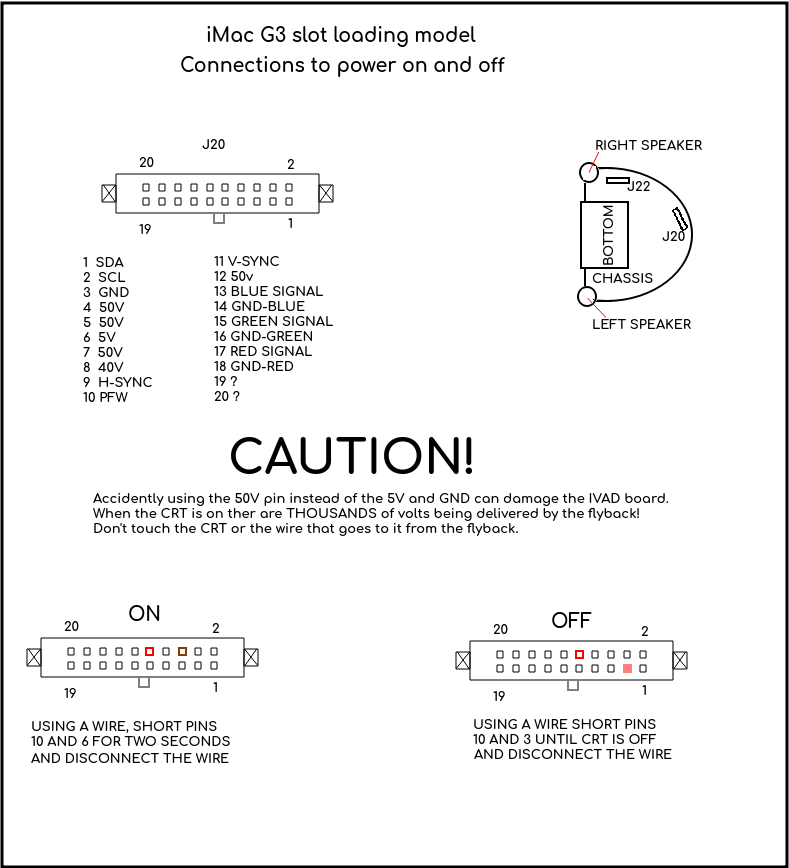 iMac G3 slot loading model
Connections to power on and off
J20
20 2
19 1
RIGHT SPEAKER
J22
J20
BOTTOM
CHASSIS
LEFT SPEAKER
1 SDA
2 SCL
3 GND
4 50V
5 50V
6 5V
7 50V
8 40V
9 H-SYNC
10 PFW
11 V-SYNC
12 50v
13 BLUE SIGNAL
14 GND-BLUE
15 GREEN SIGNAL
16 GND-GREEN
17 RED SIGNAL
18 GND-RED
19 ?
20 ?
CAUTION!
Accidently using the 50V pin instead of the 5V and GND can damage the IVAD board.
When the CRT is on ther are THOUSANDS of volts being delivered by the flyback!
Don't touch the CRT or the wire that goes to it from the flyback.
ON
20 2
19 1
USING A WIRE, SHORT PINS
10 AND 6 FOR TWO SECONDS
AND DISCONNECT THE WIRE
OFF
20 2
19 1
USING A WIRE SHORT PINS
10 AND 3 UNTIL CRT IS OFF
AND DISCONNECT THE WIRE